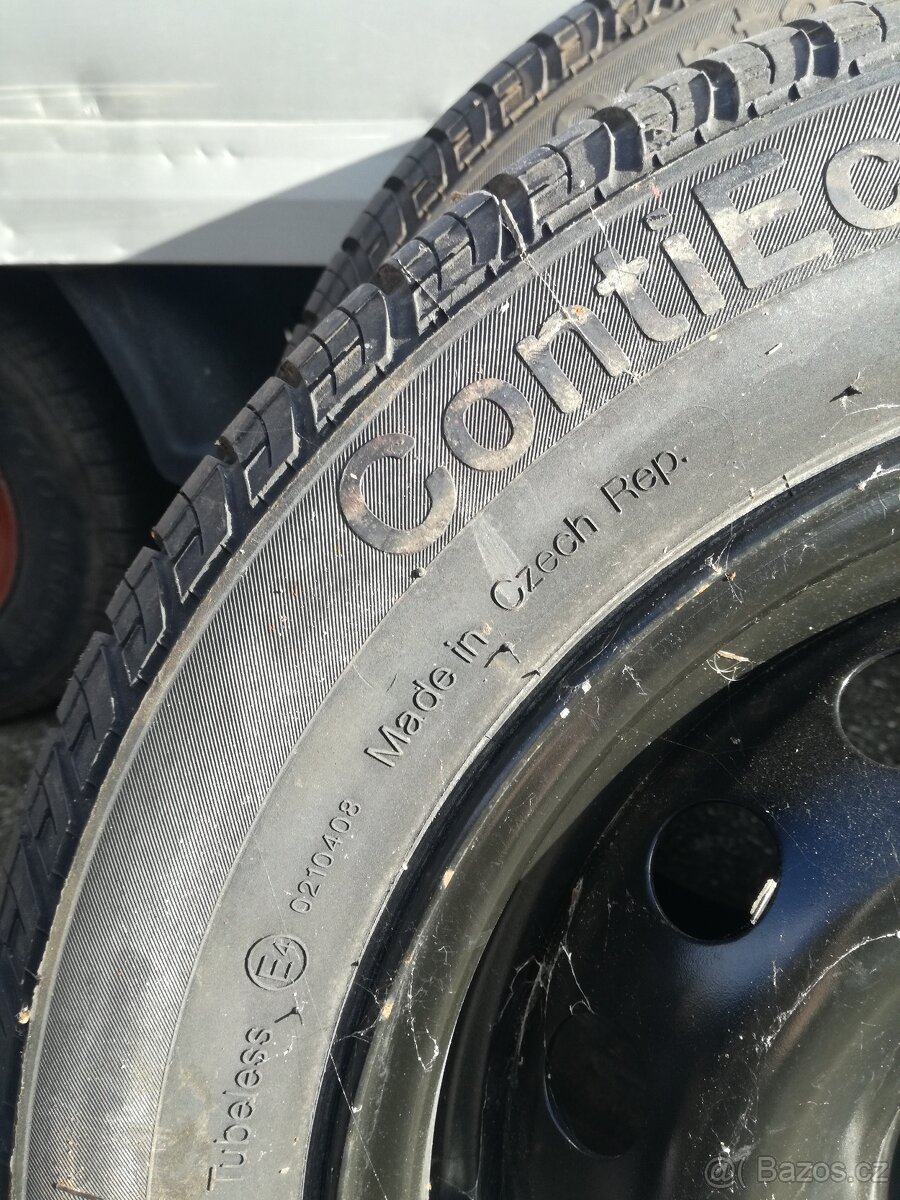 ContiEc
Made in Czech Rep.
0210408
E4
Tubeless
@( Bazos.cz